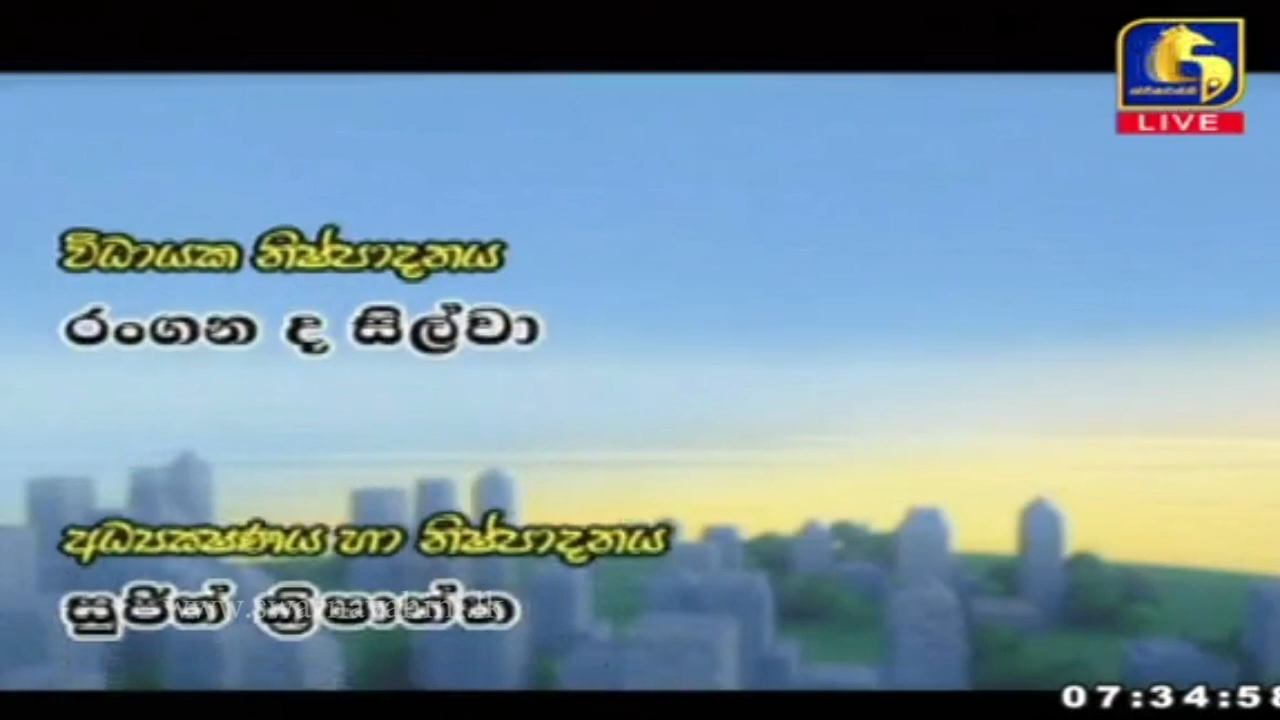 LIVE
විධායක නිෂ්පාදනය
රංගන ද සිල්වා
අධ්‍යක්ෂණය හා නිෂ්පාදනය
සුජිත්
07:34:58